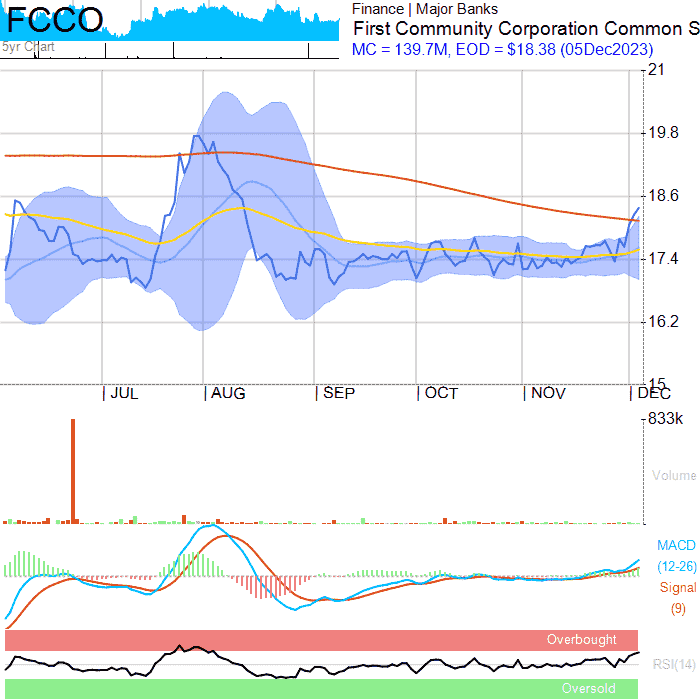 FCCO
5yr Chart
Finance | Major Banks
First Community Corporation Common S
MC = 139.7M, EOD = $18.38 (05Dec2023)
21
19.8
18.6
17.4
16.2
15
JUL AUG SEP OCT NOV DEC
833k
Volume
MACD
(12-26)
Signal
(9)
Overbought
RSI(14)
Oversold